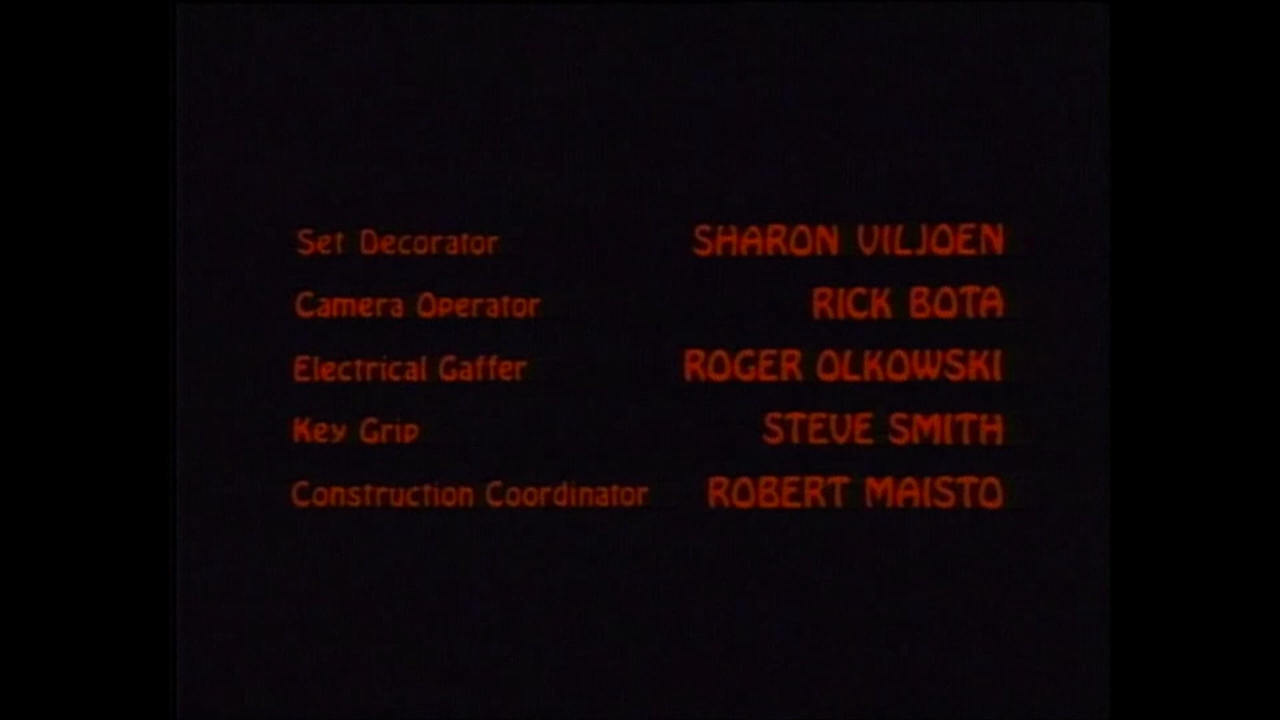 Set Decorator SHARON VILJOEN
Camera Operator RICK BOTA
Electrical Gaffer ROGER OLKOWSKI
Key Grip STEVE SMITH
Construction Coordinator ROBERT MAISTO